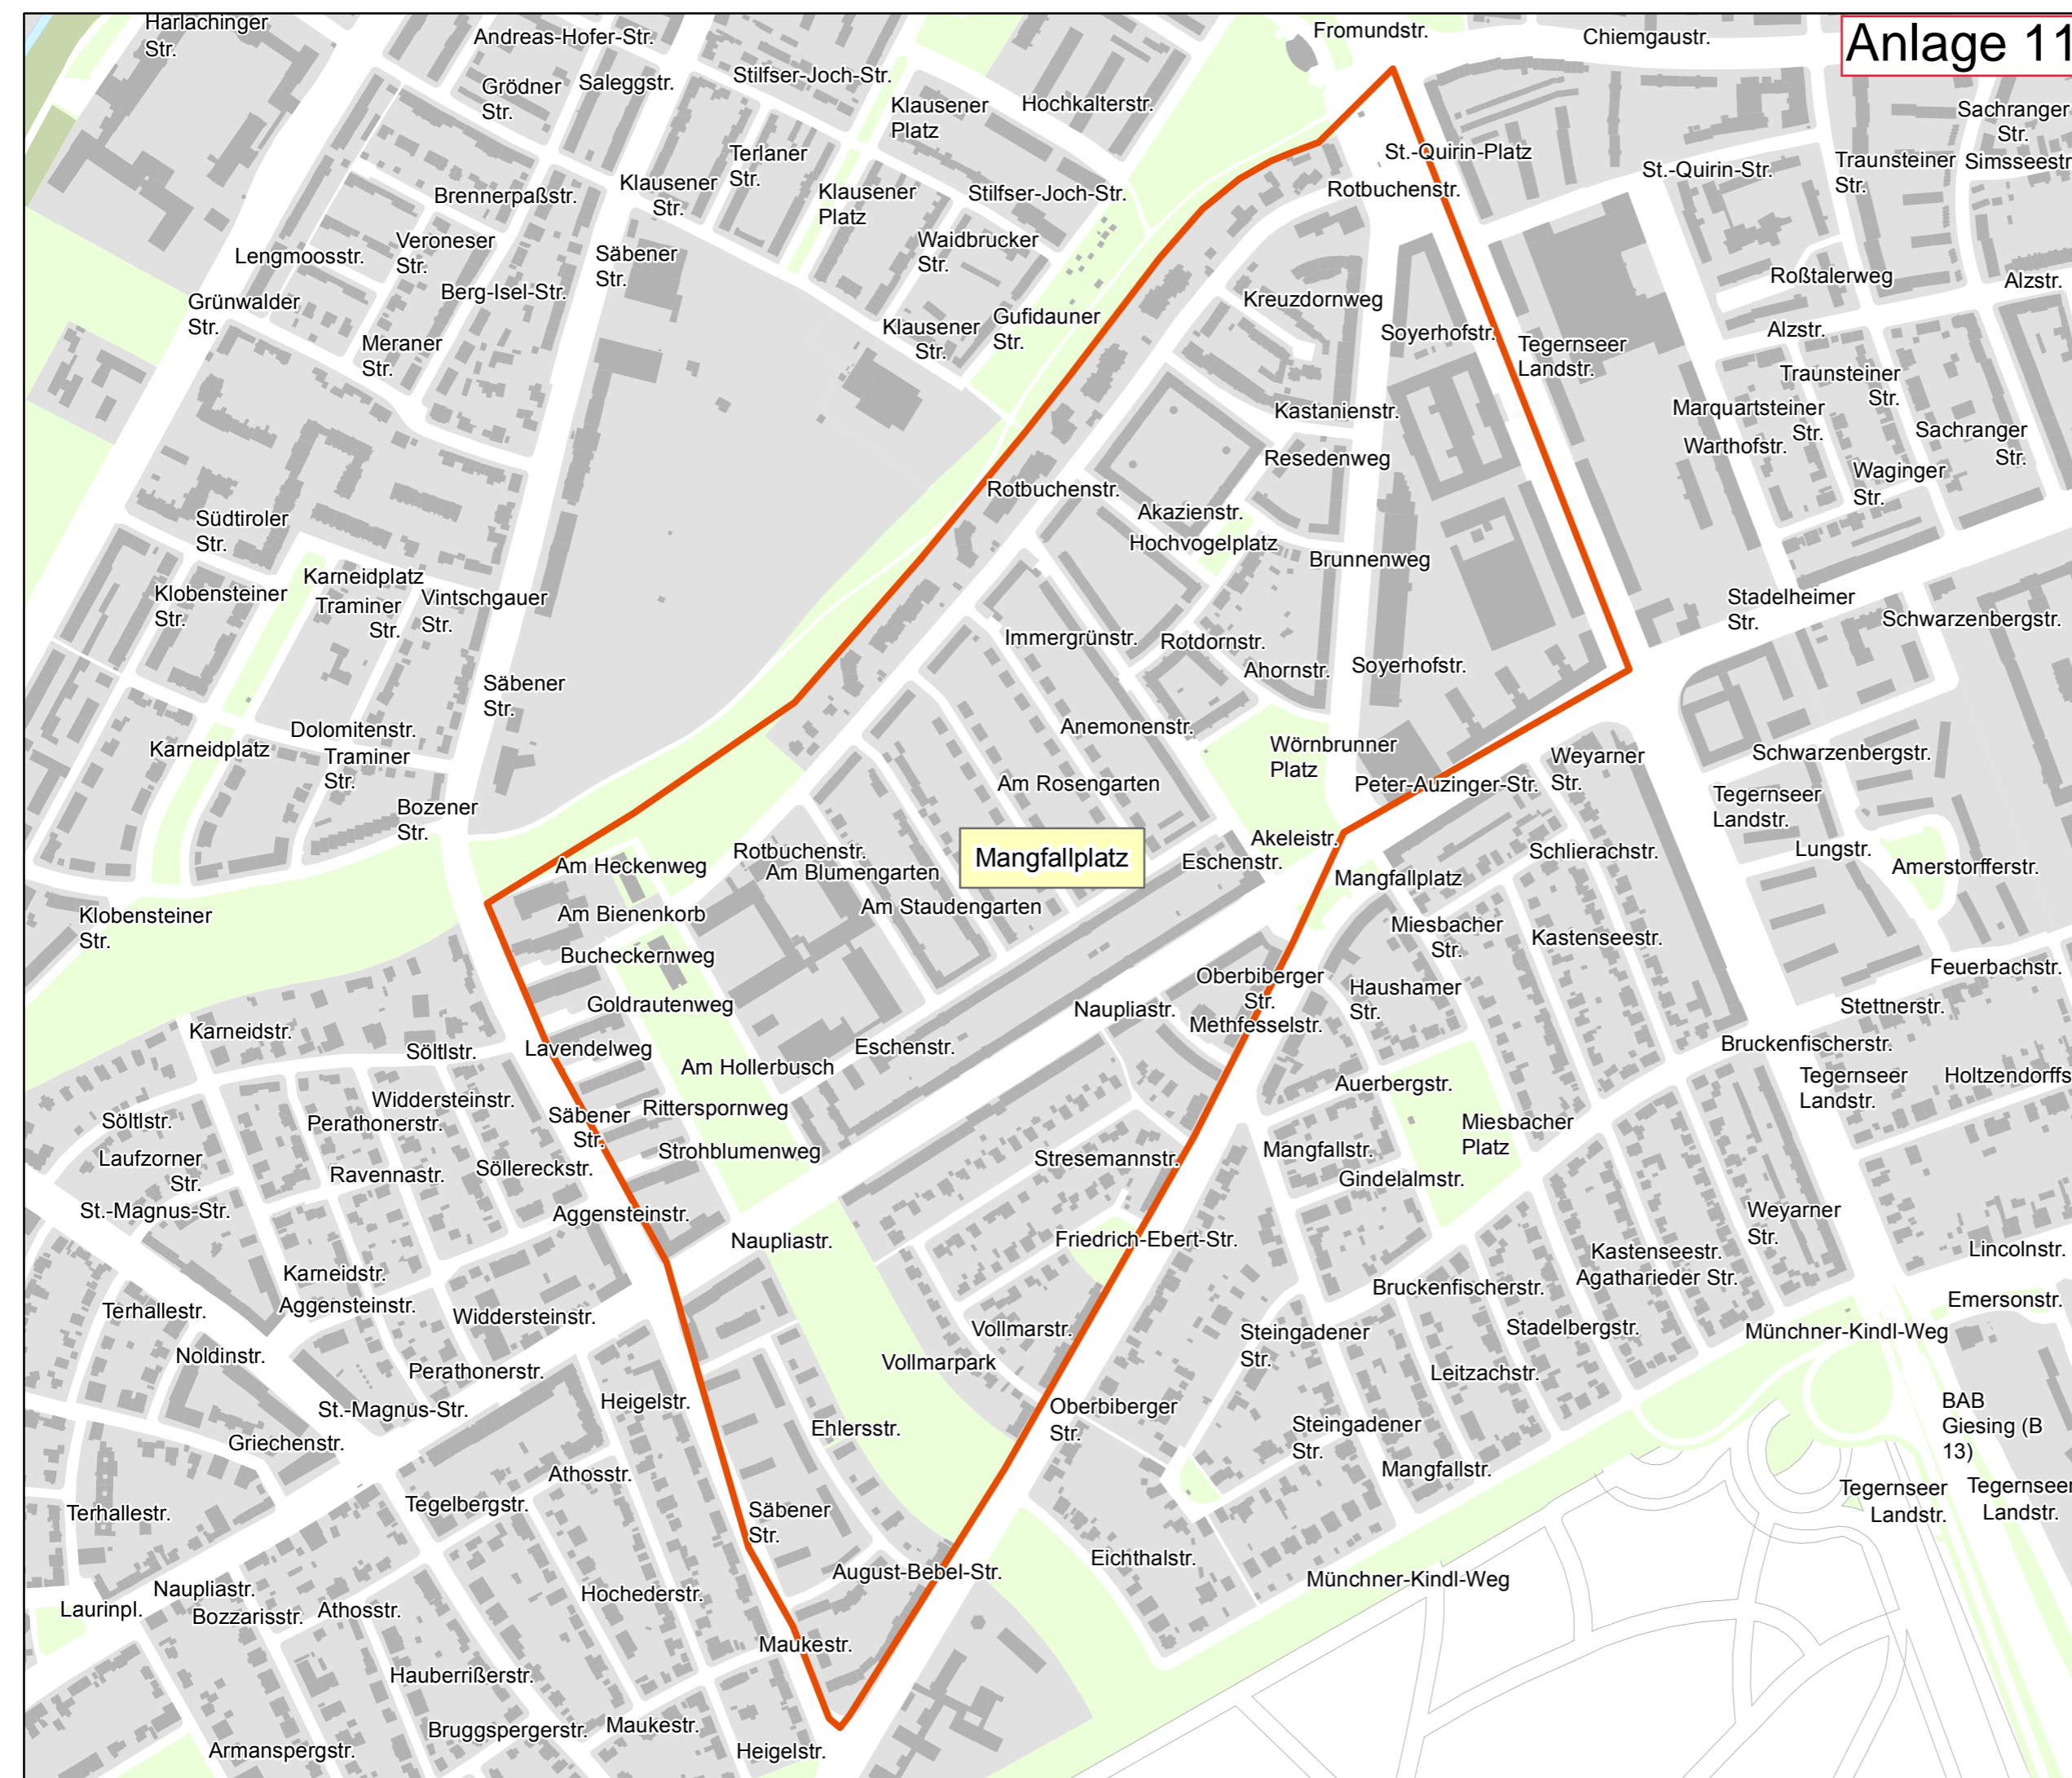 Harlachinger
Str.
Andreas-Hofer-Str.
Fromundstr.
Chiemgaustr.
Anlage 11
Grödner
Str.
Saleggstr.
Stilfser-Joch-Str.
Klausener
Platz
Hochkalterstr.
Sachranger
Str.
Terlaner
Str.
St.-Quirin-Platz
St.-Quirin-Str.
Traunsteiner
Str.
Simsseestr
Brennerpaßstr.
Klausener
Str.
Klausener
Platz
Stilfser-Joch-Str.
Rotbuchenstr.
Lengmoosstr.
Veroneser
Str.
Säbener
Str.
Waidbrucker
Str.
Grünwalder
Str.
Berg-Isel-Str.
Kreuzdornweg
Roßtalerweg
Alzstr.
Meraner
Str.
Klausener
Str.
Gufidauner
Str.
Soyerhofstr.
Tegernseer
Landstr.
Alzstr.
Traunsteiner
Str.
Kastanienstr.
Marquartsteiner
Str.
Warthofstr.
Sachranger
Str.
Resedenweg
Waginger
Str.
Rotbuchenstr.
Akazienstr.
Hochvogelplatz
Südtiroler
Str.
Brunnenweg
Karneidplatz
Klobensteiner
Str.
Traminer
Str.
Vintschgauer
Str.
Stadelheimer
Str.
Schwarzenbergstr.
Immergrünstr.
Rotdornstr.
Ahornstr.
Soyerhofstr.
Säbener
Str.
Dolomitenstr.
Karneidplatz
Traminer
Str.
Anemonenstr.
Wörnbrunner
Platz
Weyarner
Str.
Schwarzenbergstr.
Am Rosengarten
Peter-Auzinger-Str.
Bozener
Str.
Tegernseer
Landstr.
Akeleistr.
Mangfallplatz
Rotbuchenstr.
Am Heckenweg
Am Blumengarten
Eschenstr.
Mangfallplatz
Schlierachstr.
Lungstr.
Amerstorfferstr.
Klobensteiner
Str.
Am Bienenkorb
Am Staudengarten
Miesbacher
Str.
Kastenseestr.
Bucheckernweg
Feuerbachstr.
Oberbiberger
Str.
Haushamer
Str.
Goldrautenweg
Naupliastr.
Methfesselstr.
Stettnerstr.
Karneidstr.
Söltlstr.
Lavendelweg
Eschenstr.
Bruckenfischerstr.
Am Hollerbusch
Auerbergstr.
Tegernseer
Landstr.
Holtzendorffs
Widdersteinstr.
Söltlstr.
Perathonerstr.
Säbener
Str.
Ritterspornweg
Miesbacher
Platz
Laufzorner
Str.
Ravennastr.
Söllereckstr.
Strohblumenweg
Stresemannstr.
Mangfallstr.
Gindelalmstr.
St.-Magnus-Str.
Aggensteinstr.
Naupliastr.
Friedrich-Ebert-Str.
Weyarner
Str.
Kastenseestr.
Lincolnstr.
Karneidstr.
Agatharieder Str.
Bruckenfischerstr.
Aggensteinstr.
Terhallestr.
Widdersteinstr.
Emersonstr.
Vollmarstr.
Steingadener
Str.
Stadelbergstr.
Münchner-Kindl-Weg
Noldinstr.
Perathonerstr.
Vollmarpark
Leitzachstr.
St.-Magnus-Str.
Heigelstr.
Oberbiberger
Str.
BAB
Giesing (B
13)
Ehlersstr.
Steingadener
Str.
Griechenstr.
Athosstr.
Mangfallstr.
Tegernseer
Landstr.
Tegernseer
Landstr.
Terhallestr.
Tegelbergstr.
Säbener
Str.
Eichthalstr.
August-Bebel-Str.
Münchner-Kindl-Weg
Naupliastr.
Hochederstr.
Laurinpl.
Bozzarisstr.
Athosstr.
Maukestr.
Hauberrißerstr.
Bruggspergerstr.
Maukestr.
Armanspergstr.
Heigelstr.